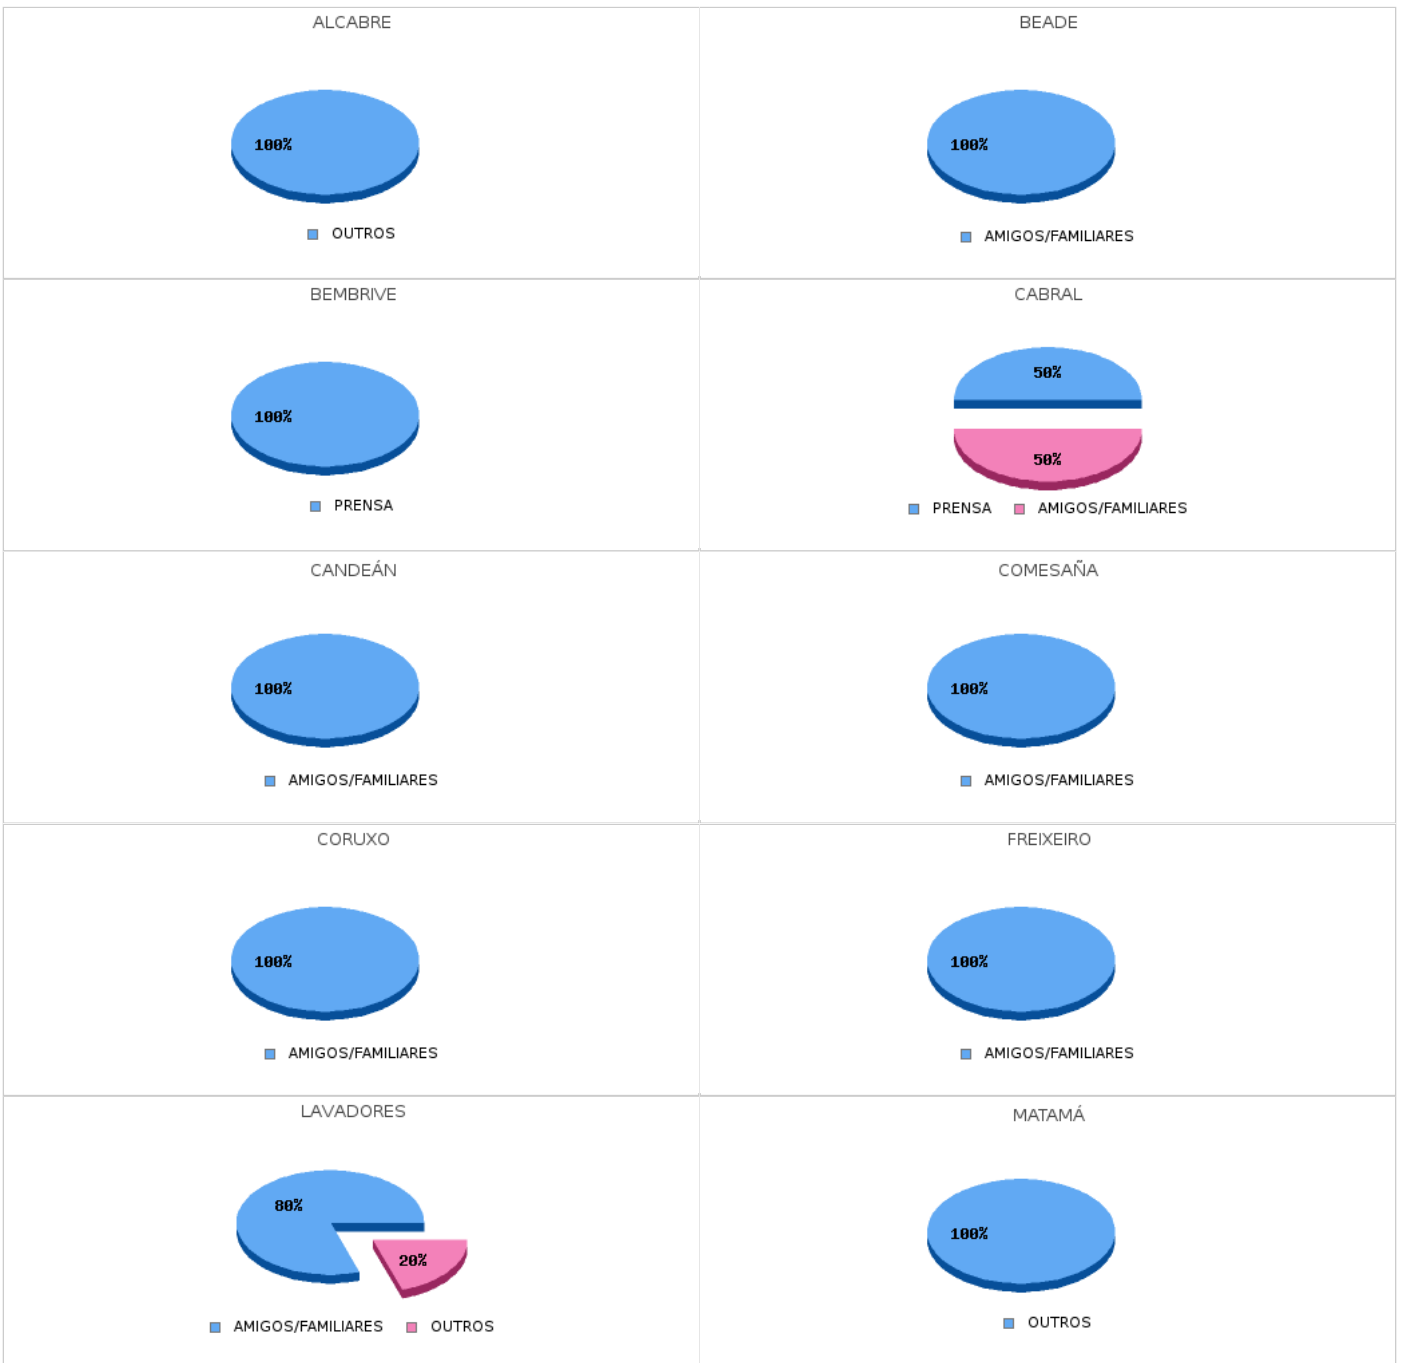 ALCABRE
100%
OUTROS
BEADE
100%
AMIGOS/FAMILIARES
BEMBRIVE
100%
PRENSA
CABRAL
50%
50%
PRENSA AMIGOS/FAMILIARES
CANDEÁN
100%
AMIGOS/FAMILIARES
COMESAÑA
100%
AMIGOS/FAMILIARES
CORUXO
100%
AMIGOS/FAMILIARES
FREIXEIRO
100%
AMIGOS/FAMILIARES
LAVADORES
80%
20%
AMIGOS/FAMILIARES OUTROS
MATAMÁ
100%
OUTROS